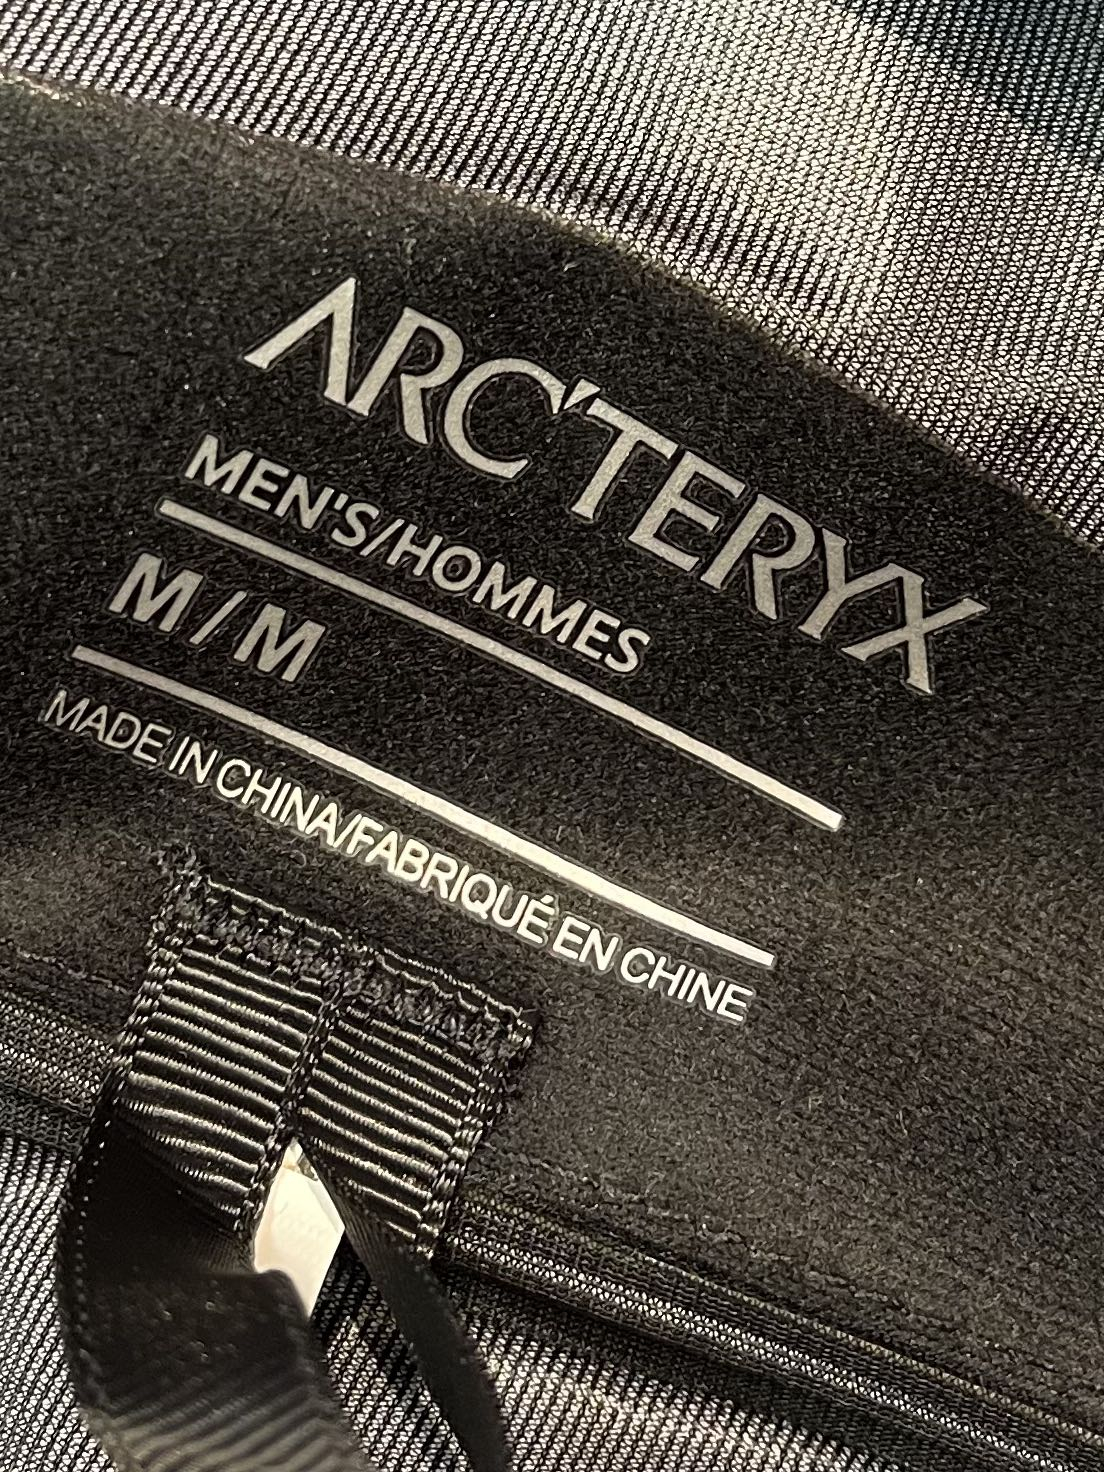 ARC'TERYX
MEN'S/HOMMES
M / M
MADE IN CHINA/FABRIQUÉ EN CHINE